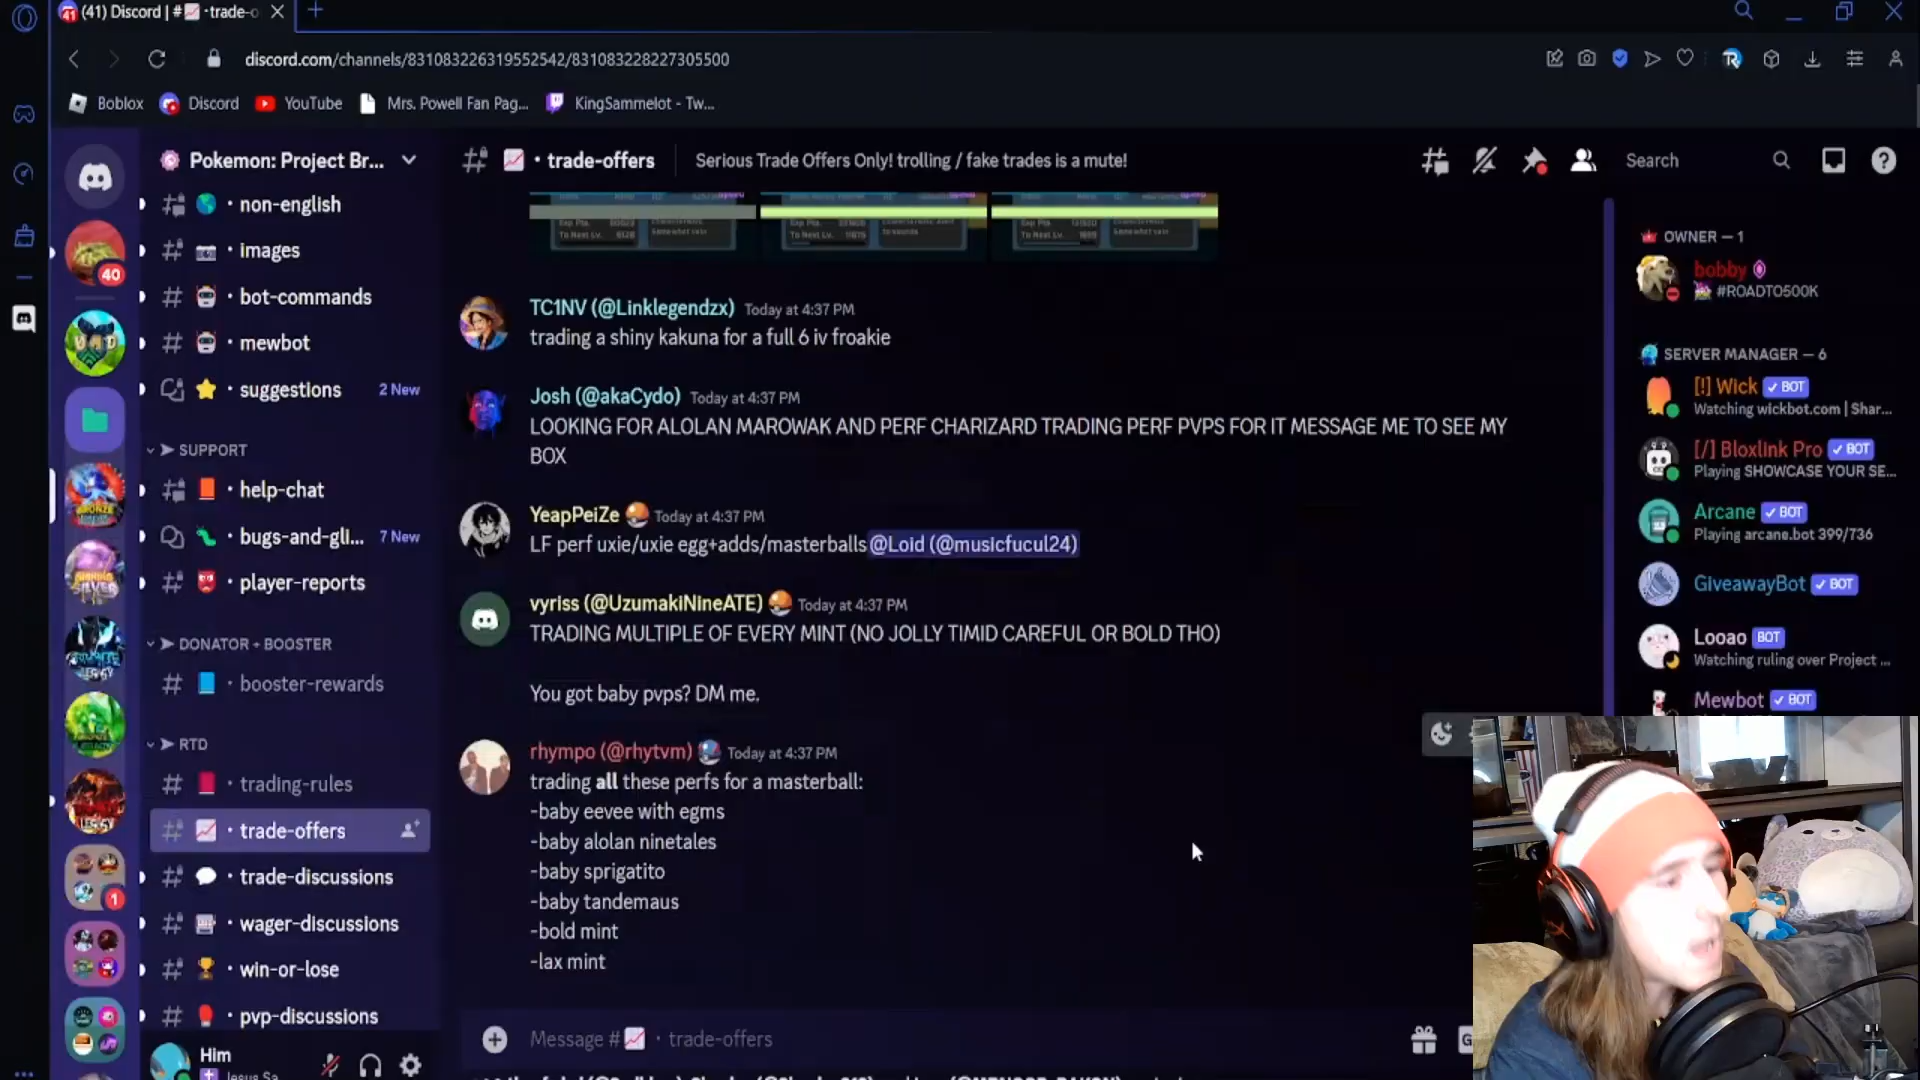 (41) Discord | # · trade-o
discord.com/channels/831083226319552542/831083228227305500
Boblox
Discord
YouTube
Mrs. Powell Fan Pag...
KingSammelot - Tw...
Pokemon: Project Br...
· trade-offers
Serious Trade Offers Only! trolling / fake trades is a mute!
Search
40
1
· non-english
· images
· bot-commands
· mewbot
· suggestions 2 New
SUPPORT
· help-chat
· bugs-and-gli... 7 New
· player-reports
DONATOR + BOOSTER
· booster-rewards
RTD
· trading-rules
· trade-offers
· trade-discussions
· wager-discussions
· win-or-lose
· pvp-discussions
Him
TC1NV (@Linklegendzx) Today at 4:37 PM
trading a shiny kakuna for a full 6 iv froakie
Josh (@akaCydo) Today at 4:37 PM
LOOKING FOR ALOLAN MAROWAK AND PERF CHARIZARD TRADING PERF PVPS FOR IT MESSAGE ME TO SEE MY
BOX
YeapPeiZe Today at 4:37 PM
LF perf uxie/uxie egg+adds/masterballs @Loid (@musicfucul24)
vyriss (@UzumakiNineATE) Today at 4:37 PM
TRADING MULTIPLE OF EVERY MINT (NO JOLLY TIMID CAREFUL OR BOLD THO)
You got baby pvps? DM me.
rhympo (@rhytvm) Today at 4:37 PM
trading all these perfs for a masterball:
-baby eevee with egms
-baby alolan ninetales
-baby sprigatito
-baby tandemaus
-bold mint
-lax mint
Message # · trade-offers
OWNER — 1
bobby
#ROADTO500K
SERVER MANAGER — 6
[!] Wick BOT
Watching wickbot.com | Shar...
[/] Bloxlink Pro BOT
Playing SHOWCASE YOUR SE...
Arcane BOT
Playing arcane.bot 399/736
GiveawayBot BOT
Looao BOT
Watching ruling over Project ...
Mewbot BOT